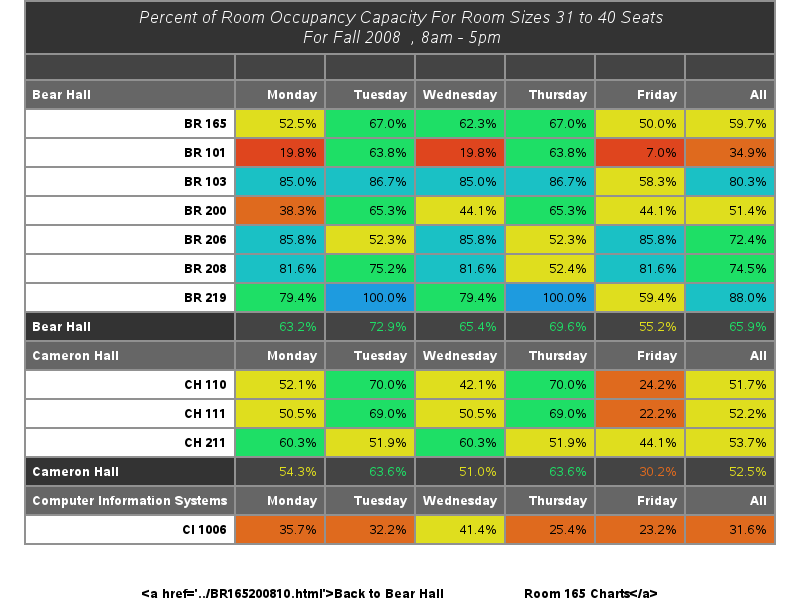 Percent of Room Occupancy Capacity For Room Sizes 31 to 40 Seats
For Fall 2008 , 8am - 5pm
Bear Hall Monday Tuesday Wednesday Thursday Friday All
BR 165 52.5% 67.0% 62.3% 67.0% 50.0% 59.7%
BR 101 19.8% 63.8% 19.8% 63.8% 7.0% 34.9%
BR 103 85.0% 86.7% 85.0% 86.7% 58.3% 80.3%
BR 200 38.3% 65.3% 44.1% 65.3% 44.1% 51.4%
BR 206 85.8% 52.3% 85.8% 52.3% 85.8% 72.4%
BR 208 81.6% 75.2% 81.6% 52.4% 81.6% 74.5%
BR 219 79.4% 100.0% 79.4% 100.0% 59.4% 88.0%
Bear Hall 63.2% 72.9% 65.4% 69.6% 55.2% 65.9%
Cameron Hall Monday Tuesday Wednesday Thursday Friday All
CH 110 52.1% 70.0% 42.1% 70.0% 24.2% 51.7%
CH 111 50.5% 69.0% 50.5% 69.0% 22.2% 52.2%
CH 211 60.3% 51.9% 60.3% 51.9% 44.1% 53.7%
Cameron Hall 54.3% 63.6% 51.0% 63.6% 30.2% 52.5%
Computer Information Systems Monday Tuesday Wednesday Thursday Friday All
CI 1006 35.7% 32.2% 41.4% 25.4% 23.2% 31.6%
<a href='../BR165200810.html'>Back to Bear Hall Room 165 Charts</a>